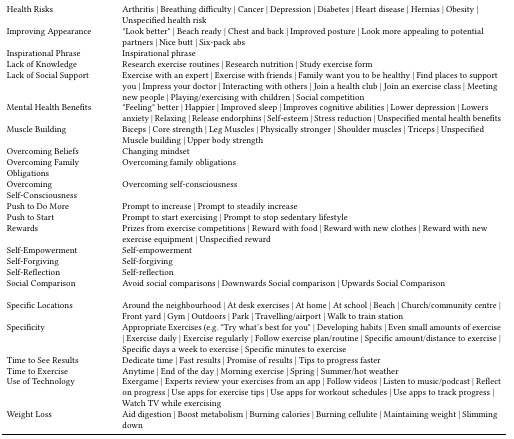 Health Risks Arthritis | Breathing difficulty | Cancer | Depression | Diabetes | Heart disease | Hernias | Obesity |
Unspecified health risk
Improving Appearance "Look better" | Beach ready | Chest and back | Improved posture | Look more appealing to potential
partners | Nice butt | Six-pack abs
Inspirational Phrase Inspirational phrase
Lack of Knowledge Research exercise routines | Research nutrition | Study exercise form
Lack of Social Support Exercise with an expert | Exercise with friends | Family want you to be healthy | Find places to support
you | Impress your doctor | Interacting with others | Join a health club | Join an exercise class | Meeting
new people | Playing/exercising with children | Social competition
Mental Health Benefits "Feeling" better | Happier | Improved sleep | Improves cognitive abilities | Lower depression | Lowers
anxiety | Relaxing | Release endorphins | Self-esteem | Stress reduction | Unspecified mental health benefits
Muscle Building Biceps | Core strength | Leg Muscles | Physically stronger | Shoulder muscles | Triceps | Unspecified
Muscle building | Upper body strength
Overcoming Beliefs Changing mindset
Overcoming Family Overcoming family obligations
Obligations
Overcoming Overcoming self-consciousness
Self-Consciousness
Push to Do More Prompt to increase | Prompt to steadily increase
Push to Start Prompt to start exercising | Prompt to stop sedentary lifestyle
Rewards Prizes from exercise competitions | Reward with food | Reward with new clothes | Reward with new
exercise equipment | Unspecified reward
Self-Empowerment Self-empowerment
Self-Forgiving Self-forgiving
Self-Reflection Self-reflection
Social Comparison Avoid social comparisons | Downwards Social comparison | Upwards Social Comparison
Specific Locations Around the neighbourhood | At desk exercises | At home | At school | Beach | Church/community centre |
Front yard | Gym | Outdoors | Park | Travelling/airport | Walk to train station
Specificity Appropriate Exercises (e.g. "Try what's best for you" | Developing habits | Even small amounts of exercise
| Exercise daily | Exercise regularly | Follow exercise plan/routine | Specific amount/distance to exercise |
Specific days a week to exercise | Specific minutes to exercise
Time to See Results Dedicate time | Fast results | Promise of results | Tips to progress faster
Time to Exercise Anytime | End of the day | Morning exercise | Spring | Summer/hot weather
Use of Technology Exergame | Experts review your exercises from an app | Follow videos | Listen to music/podcast | Reflect
on progress | Use apps for exercise tips | Use apps for workout schedules | Use apps to track progress |
Watch TV while exercising
Weight Loss Aid digestion | Boost metabolism | Burning calories | Burning cellulite | Maintaining weight | Slimming
down